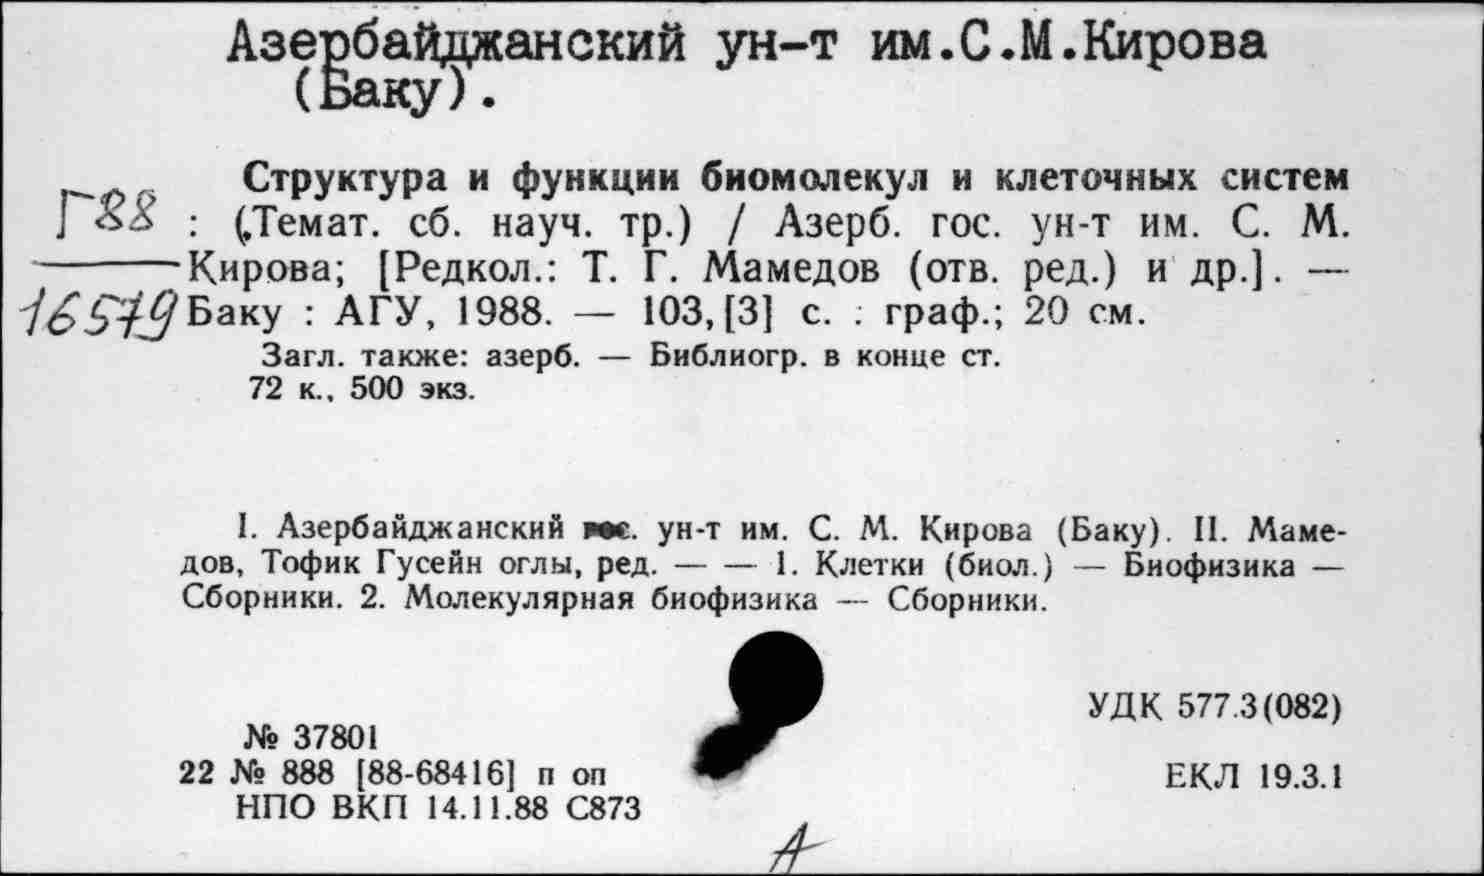 Азербайджанский ун-т им.С.М.Кирова
(Баку).
Структура и функции биомолекул и клеточных систем
Г88 : (Темат. сб. науч. тр.) / Азерб. гос. ун-т им. С. М.
Кирова; [Редкол.: Т. Г. Мамедов (отв. ред.) и др.]. —
16579 Баку : АГУ, 1988. — 103, [3] с. : граф.; 20 см.
Загл. также: азерб. — Библиогр. в конце ст.
72 к., 500 экз.
I. Азербайджанский гос. ун-т им. С. М. Кирова (Баку). II. Маме-
дов, Тофик Гусейн оглы, ред. — — 1. Клетки (биол.) — Биофизика —
Сборники. 2. Молекулярная биофизика — Сборники.
УДК 577.3(082)
№ 37801
22 № 888 [88-68416] п оп
ЕКЛ 19.3.1
НПО ВКП 14.11.88 С873
А